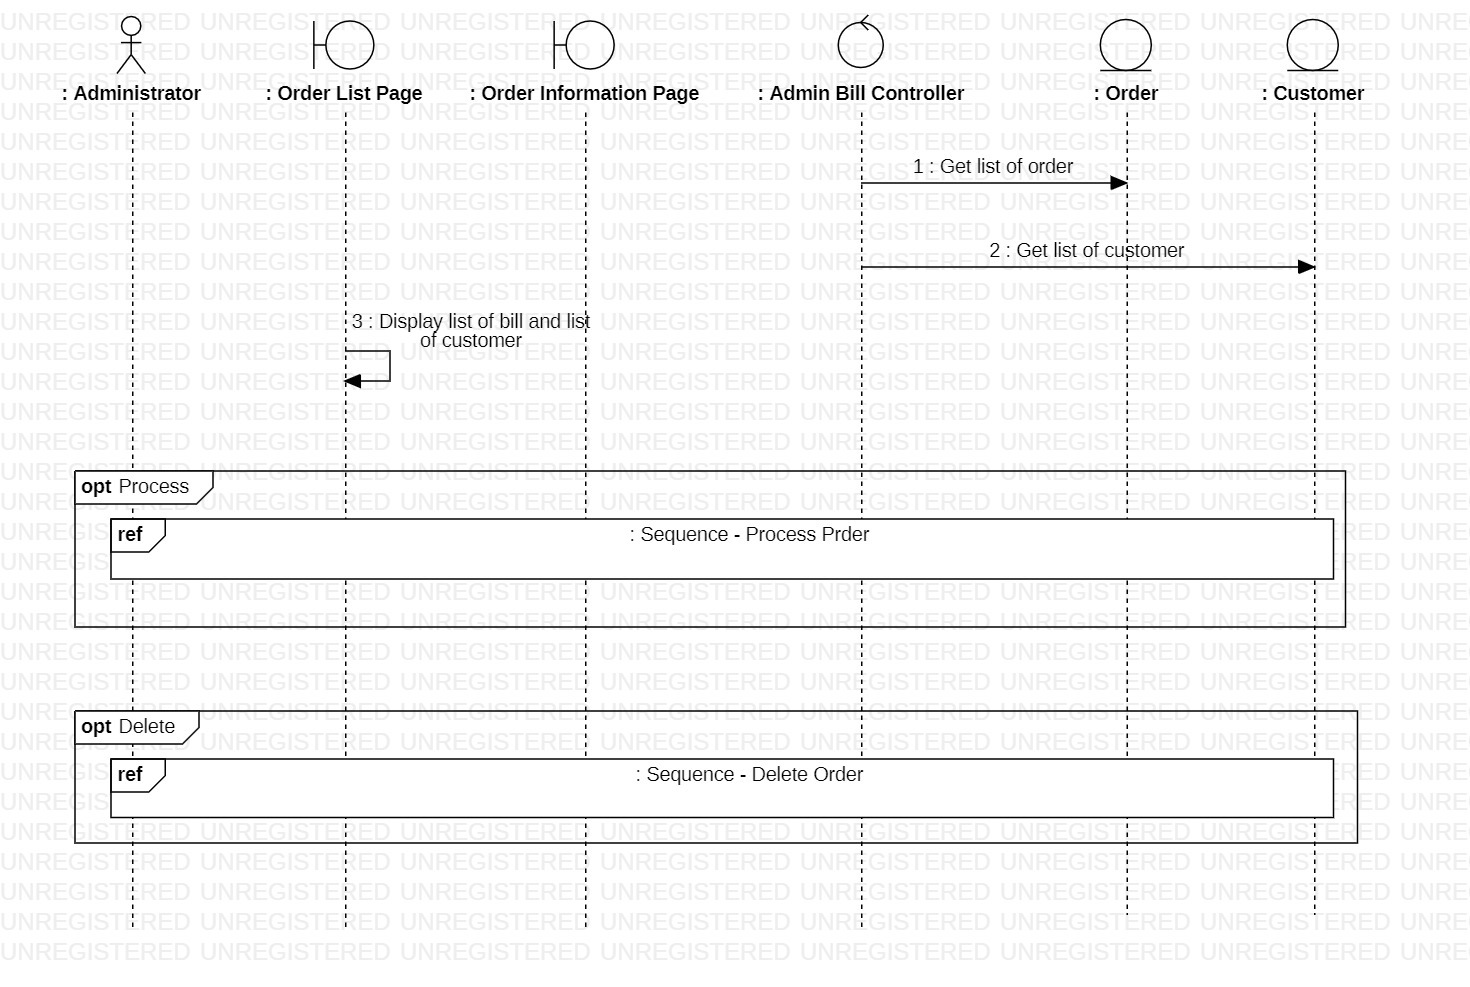 : Administrator
: Order List Page
: Order Information Page
: Admin Bill Controller
: Order
: Customer
1 : Get list of order
2 : Get list of customer
3 : Display list of bill and list
of customer
opt Process
ref
: Sequence - Process Prder
opt Delete
ref
: Sequence - Delete Order
UNREGISTERED